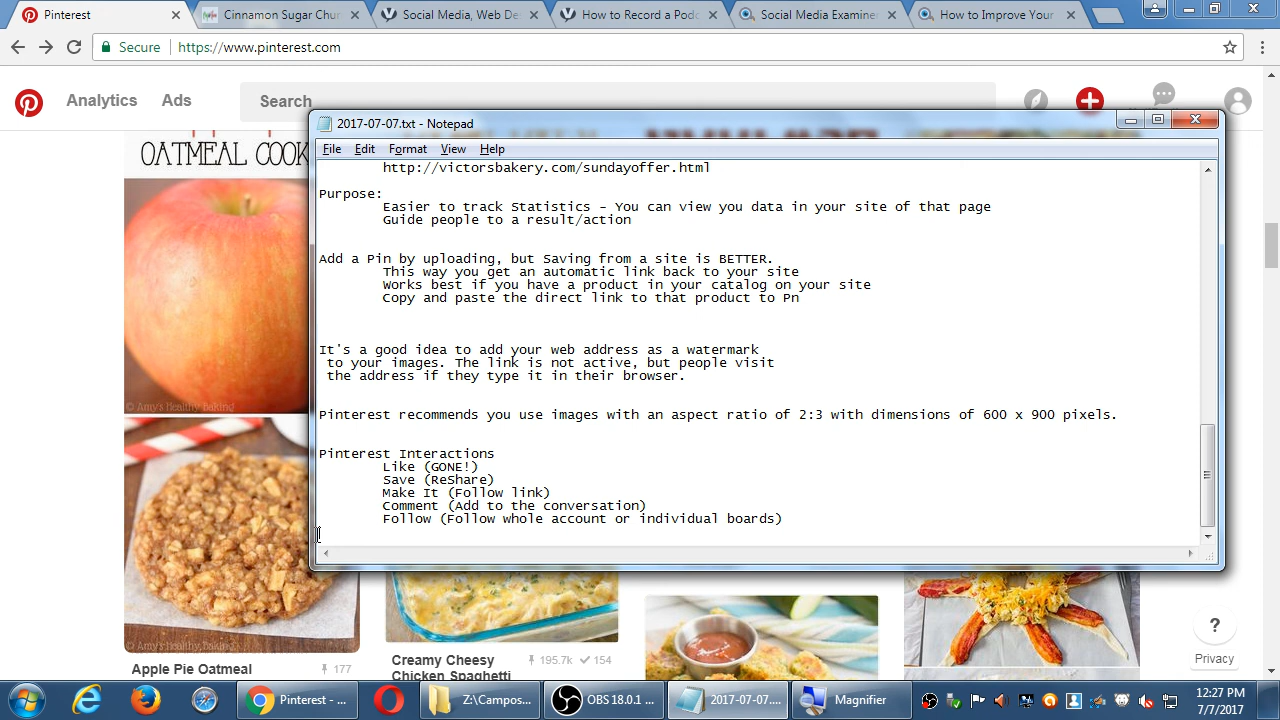 Pinterest
Cinnamon Sugar Chur
Social Media, Web De
How to Record a Podc
Social Media Examine
How to Improve Your
Secure
https://www.pinterest.com
Analytics
Ads
Search
OATMEAL COOK
2017-07-07.txt - Notepad
File Edit Format View Help
http://victorsbakery.com/sundayoffer.html
Purpose:
Easier to track Statistics - You can view you data in your site of that page
Guide people to a result/action
Add a Pin by uploading, but Saving from a site is BETTER.
This way you get an automatic link back to your site
Works best if you have a product in your catalog on your site
Copy and paste the direct link to that product to Pn
It's a good idea to add your web address as a watermark
to your images. The link is not active, but people visit
the address if they type it in their browser.
Pinterest recommends you use images with an aspect ratio of 2:3 with dimensions of 600 x 900 pixels.
Pinterest Interactions
Like (GONE!)
Save (ReShare)
Make It (Follow link)
Comment (Add to the conversation)
Follow (Follow whole account or individual boards)
© Amy's healthy baking
© Amy's Healthy Baking
Apple Pie Oatmeal
177
Creamy Cheesy
Chicken Spaghetti
195.7k
154
?
Privacy
Pinterest - ...
Z:\Campos...
OBS 18.0.1 ...
2017-07-07....
Magnifier
12:27 PM
7/7/2017